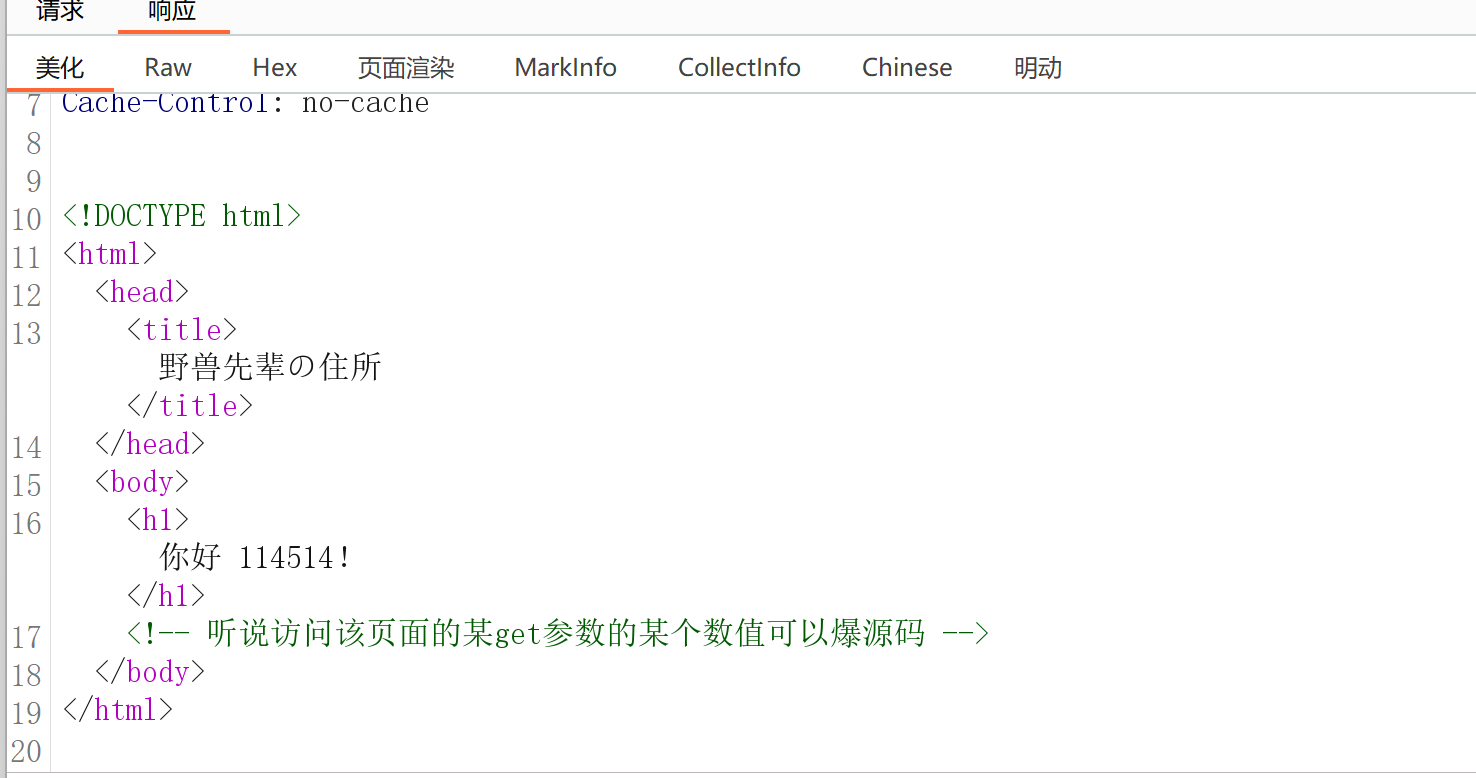 请求 响应
美化 Raw Hex 页面渲染 MarkInfo CollectInfo Chinese 明动
7 Cache-Control: no-cache
8
9
10 <!DOCTYPE html>
11 <html>
12 <head>
13 <title>
野兽先辈の住所
</title>
14 </head>
15 <body>
16 <h1>
你好 114514!
</h1>
17 <!-- 听说访问该页面的某get参数的某个数值可以爆源码 -->
18 </body>
19 </html>
20